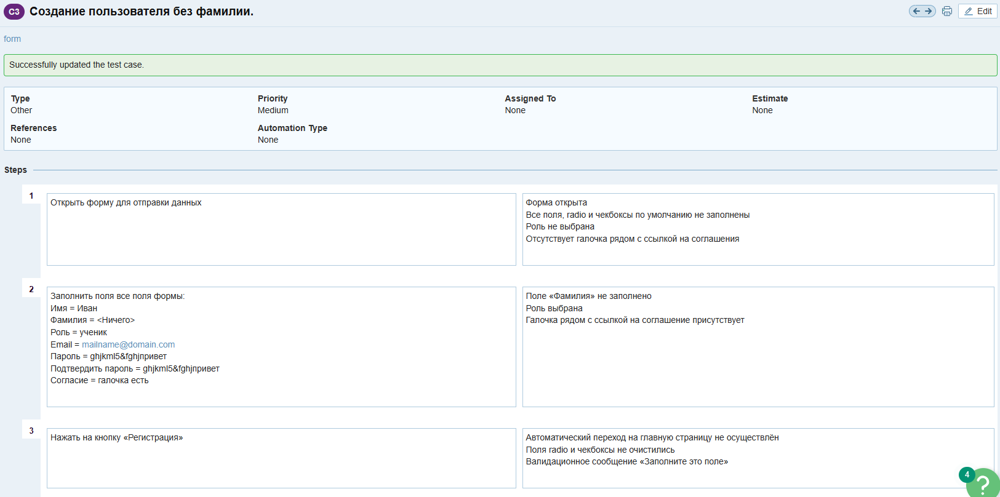 C3 Создание пользователя без фамилии.
Edit
form
Successfully updated the test case.
Type
Other
Priority
Medium
Assigned To
None
Estimate
None
References
None
Automation Type
None
Steps
1
Открыть форму для отправки данных
Форма открыта
Все поля, radio и чекбоксы по умолчанию не заполнены
Роль не выбрана
Отсутствует галочка рядом с ссылкой на соглашения
2
Заполнить поля все поля формы:
Имя = Иван
Фамилия = <Ничего>
Роль = ученик
Email = mailname@domain.com
Пароль = ghjkml5&fghjпривет
Подтвердить пароль = ghjkml5&fghjпривет
Согласие = галочка есть
Поле «Фамилия» не заполнено
Роль выбрана
Галочка рядом с ссылкой на соглашение присутствует
3
Нажать на кнопку «Регистрация»
Автоматический переход на главную страницу не осуществлён
Поля radio и чекбоксы не очистились
Валидационное сообщение «Заполните это поле»
4
?